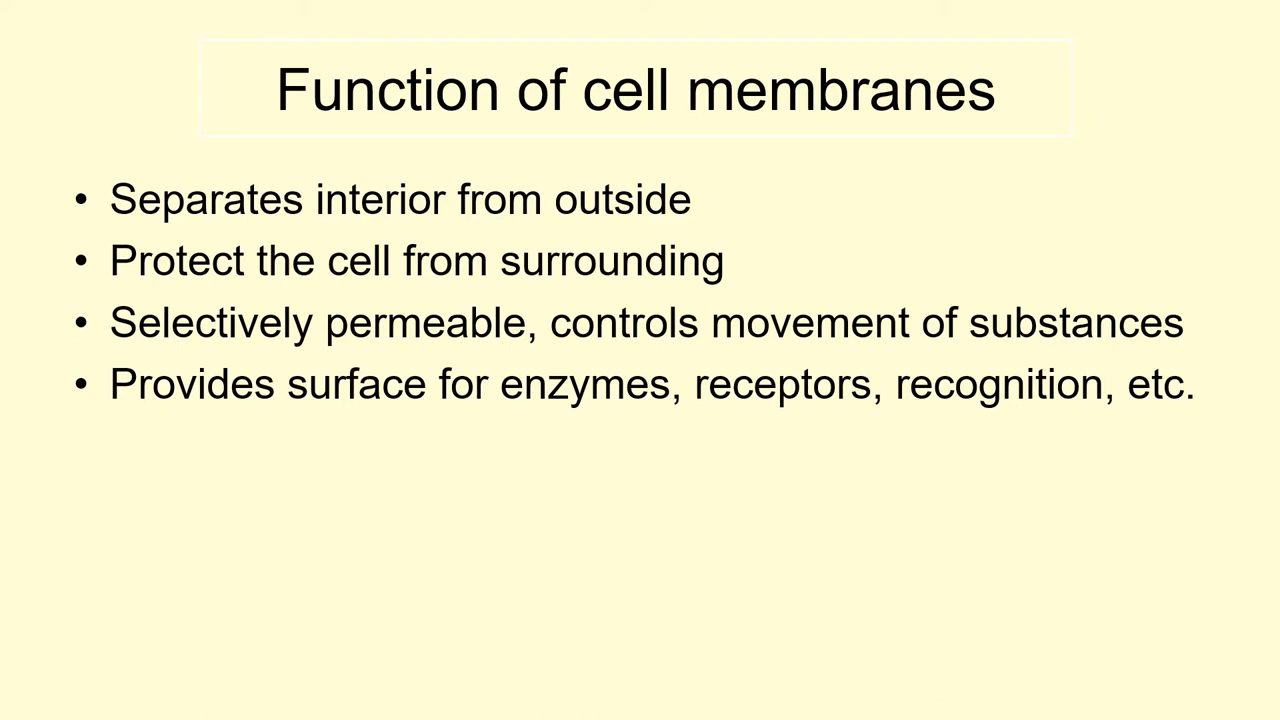 Function of cell membranes
• Separates interior from outside
• Protect the cell from surrounding
• Selectively permeable, controls movement of substances
• Provides surface for enzymes, receptors, recognition, etc.